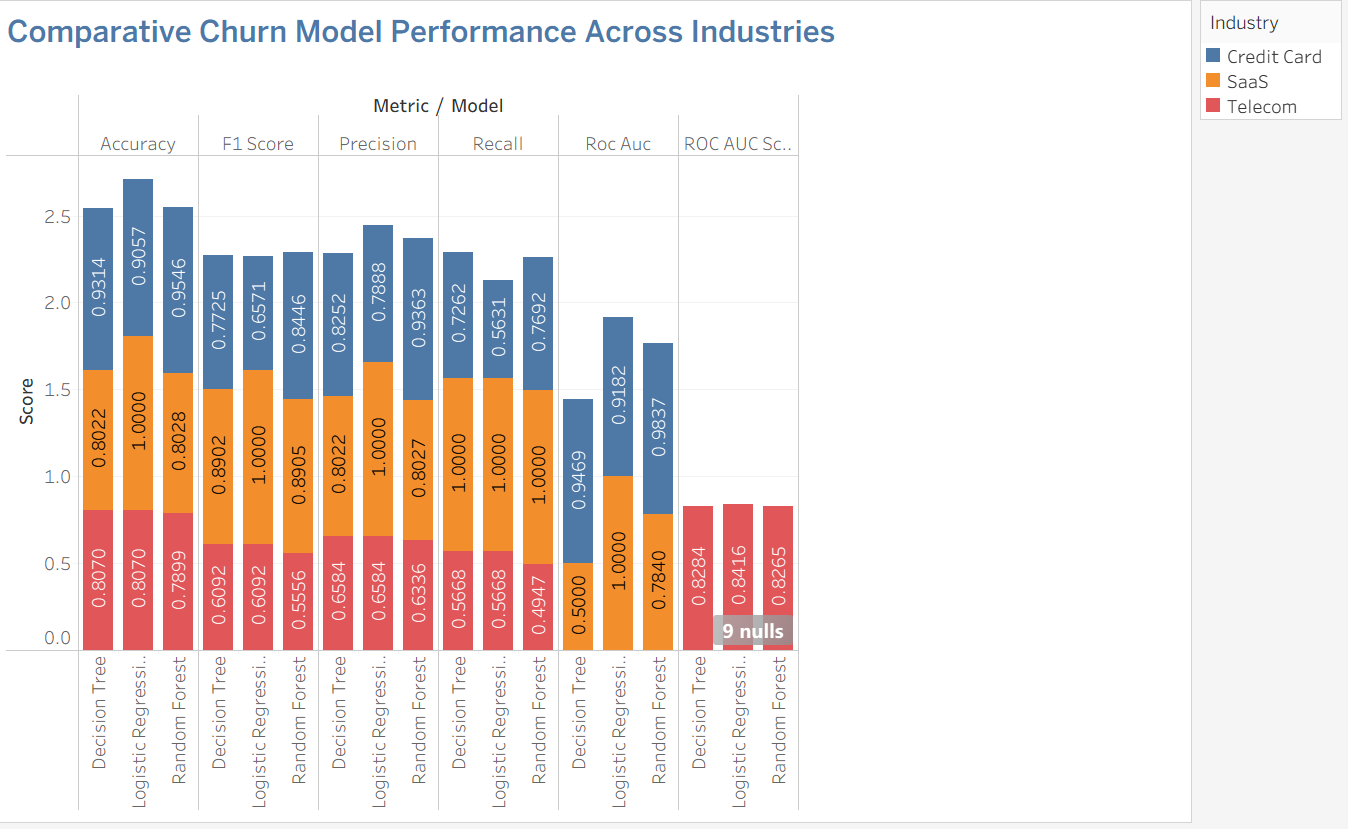 Comparative Churn Model Performance Across Industries
Industry
Credit Card
SaaS
Telecom
Metric / Model
Accuracy F1 Score Precision Recall Roc Auc ROC AUC Sc..
Score
2.5
2.0
1.5
1.0
0.5
0.0
0.9314 0.9057 0.9546 0.7725 0.6571 0.8446 0.8252 0.7888 0.9363 0.7262 0.5631 0.7692 0.9469 0.9182 0.9837
0.8022 1.0000 0.8028 0.8902 1.0000 0.8905 0.8022 1.0000 0.8027 1.0000 1.0000 1.0000 0.5000 1.0000 0.7840
0.8070 0.8070 0.7899 0.6092 0.6092 0.5556 0.6584 0.6584 0.6336 0.5668 0.5668 0.4947 0.8284 0.8416 0.8265
9 nulls
Decision Tree
Logistic Regressi..
Random Forest
Decision Tree
Logistic Regressi..
Random Forest
Decision Tree
Logistic Regressi..
Random Forest
Decision Tree
Logistic Regressi..
Random Forest
Decision Tree
Logistic Regressi..
Random Forest
Decision Tree
Logistic Regressi..
Random Forest